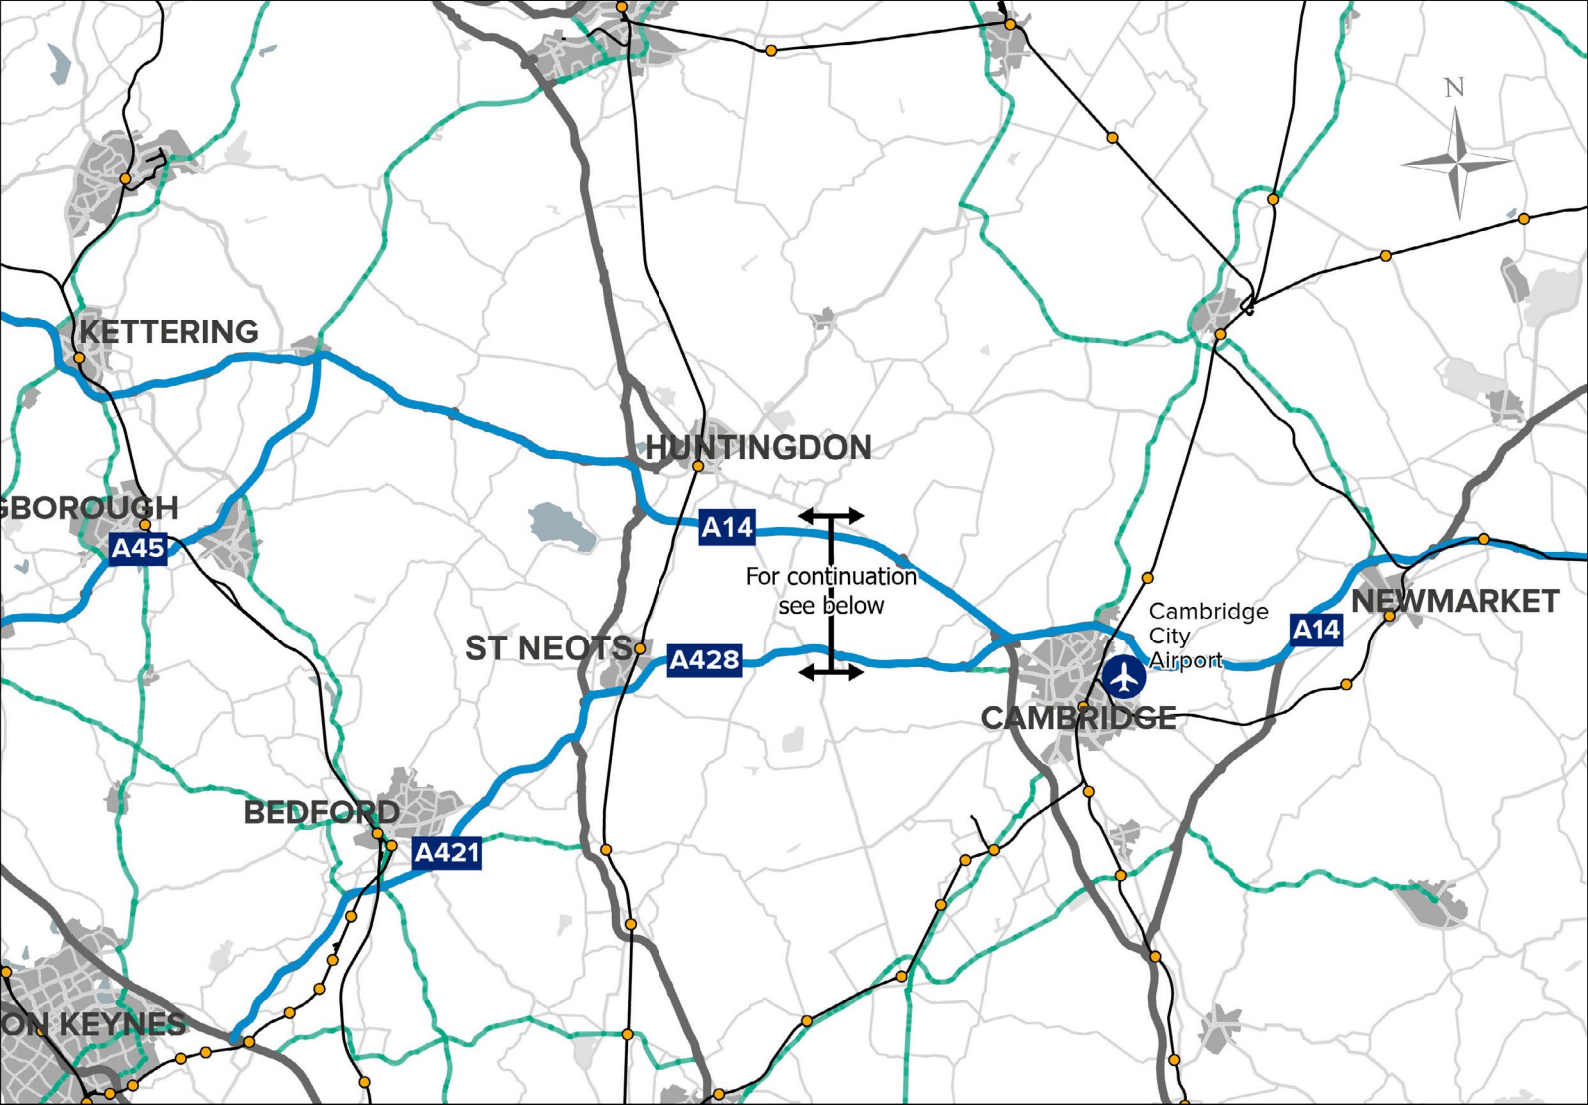 N
KETTERING
HUNTINGDON
GBOROUGH
A14
A45
For continuation
see below
NEWMARKET
Cambridge
City
Airport
A14
ST NEOTS
A428
CAMBRIDGE
BEDFORD
A421
ON KEYNES